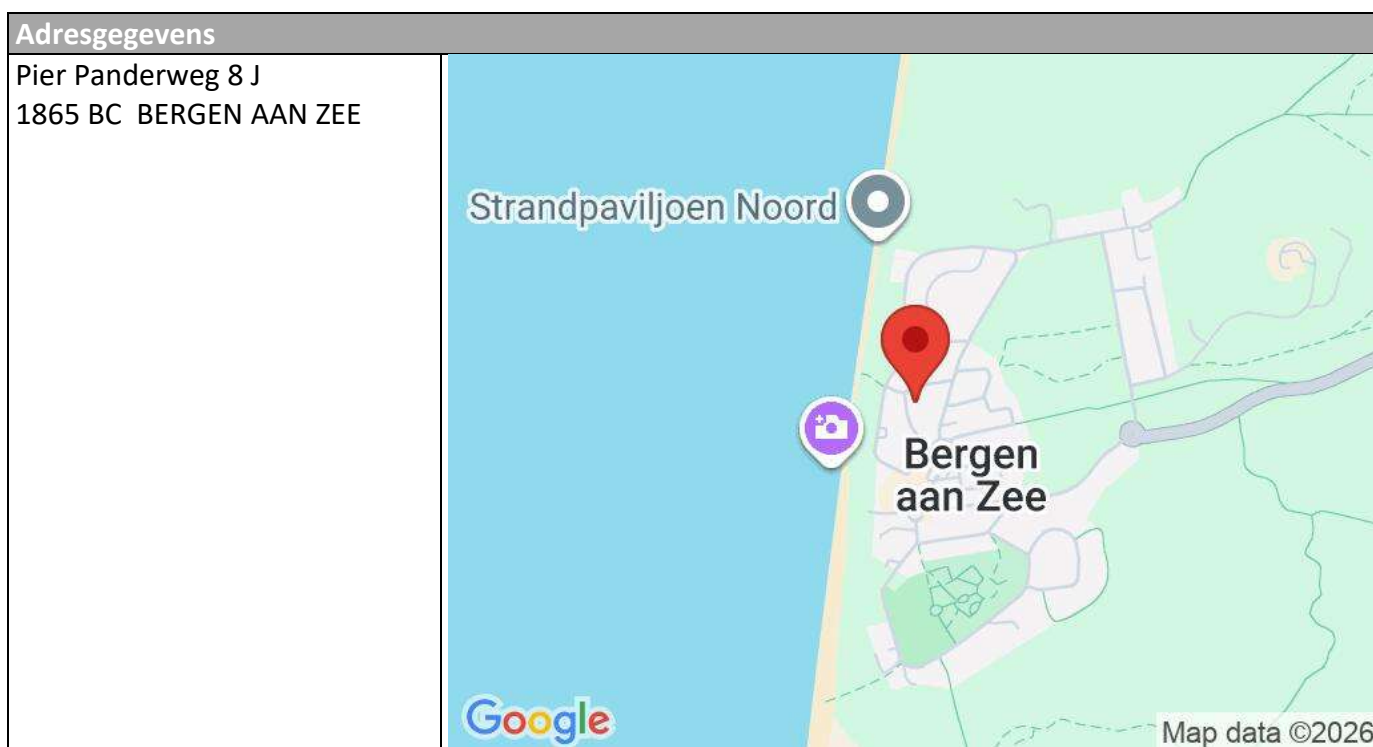 Adresgegevens
Pier Panderweg 8 J
1865 BC  BERGEN AAN ZEE
Strandpaviljoen Noord
Bergen
aan Zee
Google
Map data ©2026